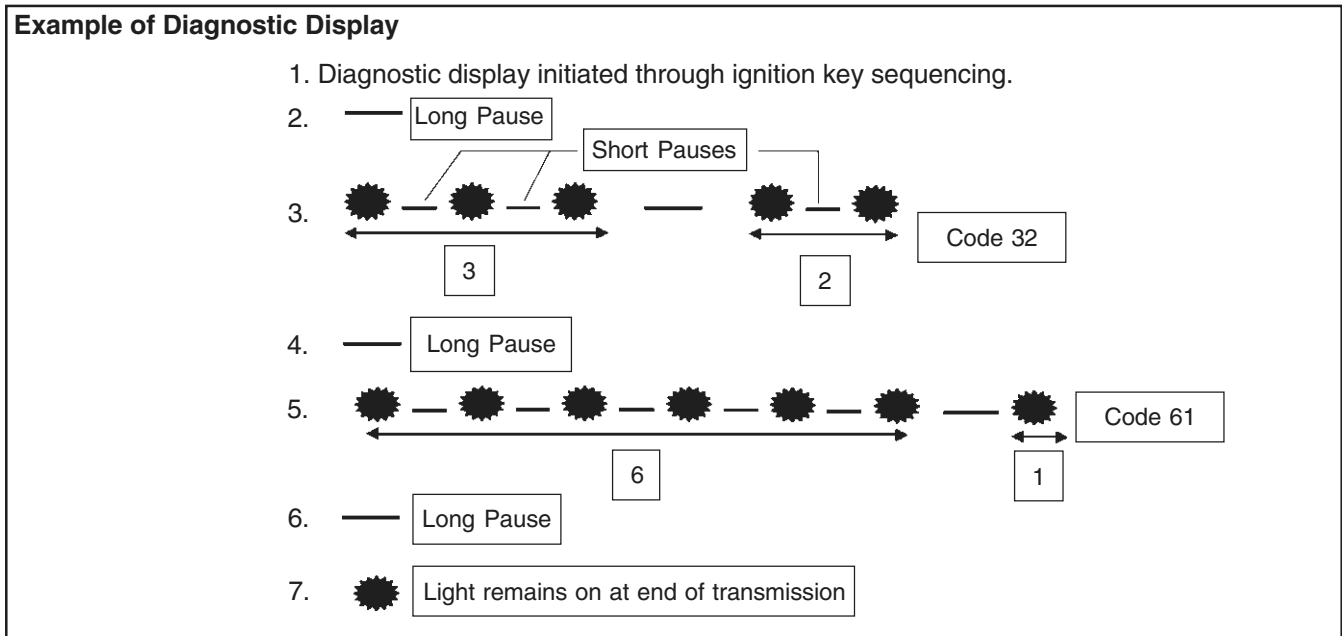 Example of Diagnostic Display
1. Diagnostic display initiated through ignition key sequencing.
2. Long Pause
Short Pauses
3. Code 32
3 2
4. Long Pause
5. Code 61
6 1
6. Long Pause
7. Light remains on at end of transmission